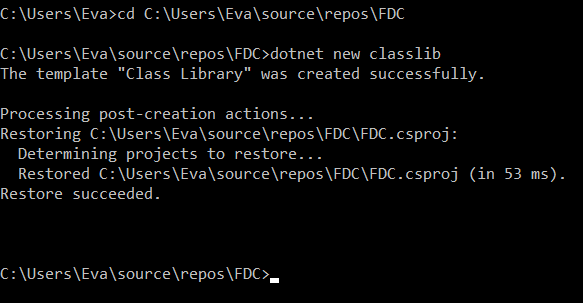 C:\Users\Eva>cd C:\Users\Eva\source\repos\FDC
C:\Users\Eva\source\repos\FDC>dotnet new classlib
The template "Class Library" was created successfully.
Processing post-creation actions...
Restoring C:\Users\Eva\source\repos\FDC\FDC.csproj:
  Determining projects to restore...
  Restored C:\Users\Eva\source\repos\FDC\FDC.csproj (in 53 ms).
Restore succeeded.
C:\Users\Eva\source\repos\FDC>